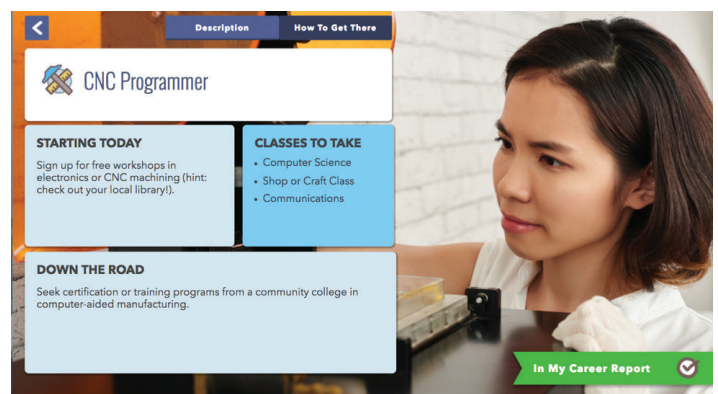 Description
How To Get There
CNC Programmer
STARTING TODAY
Sign up for free workshops in
electronics or CNC machining (hint:
check out your local library!).
CLASSES TO TAKE
• Computer Science
• Shop or Craft Class
• Communications
DOWN THE ROAD
Seek certification or training programs from a community college in
computer-aided manufacturing.
In My Career Report